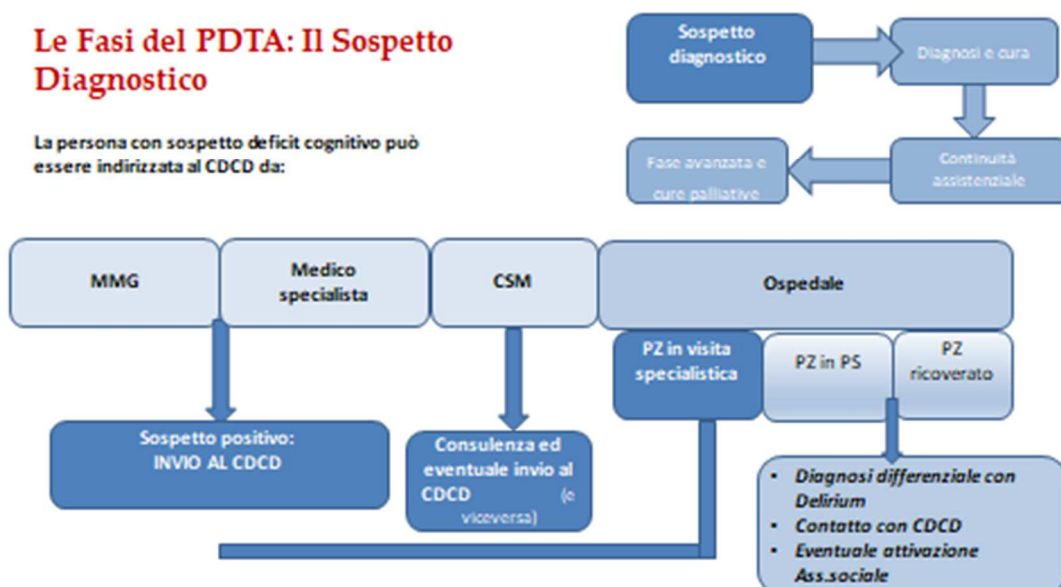 Le Fasi del PDTA: Il Sospetto
Diagnostico
La persona con sospetto deficit cognitivo può
essere indirizzata al CDCD da:
Sospetto
diagnostico
Diagnosi e cura
Fase avanzata e
cure palliative
Continuità
assistenziale
MMG
Medico
specialista
CSM
Ospedale
PZ in visita
specialistica
PZ in PS
PZ
ricoverato
Sospetto positivo:
INVIO AL CDCD
Consulenza ed
eventuale invio al
CDCD (e
viceversa)
• Diagnosi differenziale con
Delirium
• Contatto con CDCD
• Eventuale attivazione
Ass.sociale